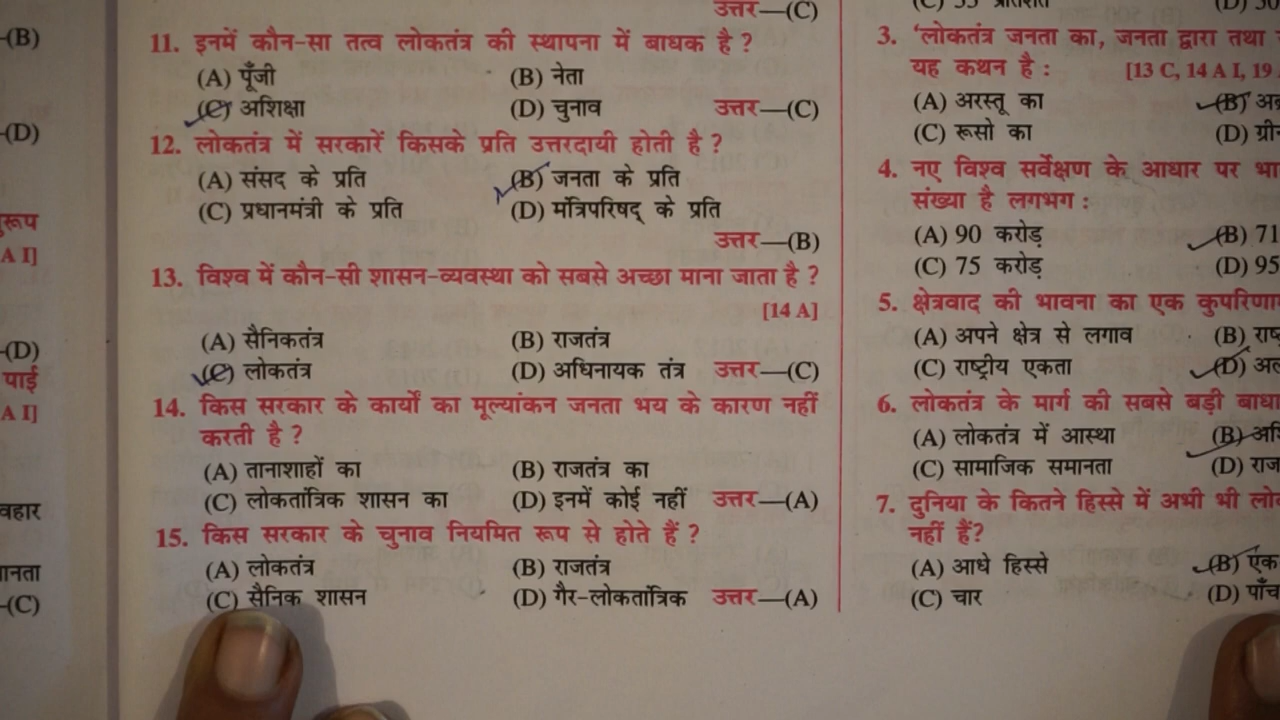 –(B)
–(D)
A I]
–(D)
पाई
A I]
–(C)
उत्तर—(C)
11. इनमें कौन-सा तत्व लोकतंत्र की स्थापना में बाधक है ?
(A) पूँजी (B) नेता
(C) अशिक्षा (D) चुनाव उत्तर—(C)
12. लोकतंत्र में सरकारें किसके प्रति उत्तरदायी होती है ?
(A) संसद के प्रति (B) जनता के प्रति
(C) प्रधानमंत्री के प्रति (D) मंत्रिपरिषद् के प्रति
उत्तर—(B)
13. विश्व में कौन-सी शासन-व्यवस्था को सबसे अच्छा माना जाता है ?
[14 A]
(A) सैनिकतंत्र (B) राजतंत्र
(C) लोकतंत्र (D) अधिनायक तंत्र उत्तर—(C)
14. किस सरकार के कार्यों का मूल्यांकन जनता भय के कारण नहीं
करती है ?
(A) तानाशाहों का (B) राजतंत्र का
(C) लोकतांत्रिक शासन का (D) इनमें कोई नहीं उत्तर—(A)
15. किस सरकार के चुनाव नियमित रूप से होते हैं ?
(A) लोकतंत्र (B) राजतंत्र
(C) सैनिक शासन (D) गैर-लोकतांत्रिक उत्तर—(A)
3. 'लोकतंत्र जनता का, जनता द्वारा तथा
यह कथन है : [13 C, 14 A I, 19
(A) अरस्तू का (B)
(C) रूसो का (D)
4. नए विश्व सर्वेक्षण के आधार पर
संख्या है लगभग :
(A) 90 करोड़ (B) 71
(C) 75 करोड़ (D) 95
5. क्षेत्रवाद की भावना का एक
(A) अपने क्षेत्र से लगाव (B)
(C) राष्ट्रीय एकता (D)
6. लोकतंत्र के मार्ग की सबसे बड़ी बाधा
(A) लोकतंत्र में आस्था (B)
(C) सामाजिक समानता (D)
7. दुनिया के कितने हिस्से में अभी भी
नहीं हैं?
(A) आधे हिस्से (B) एक
(C) चार (D) पाँच